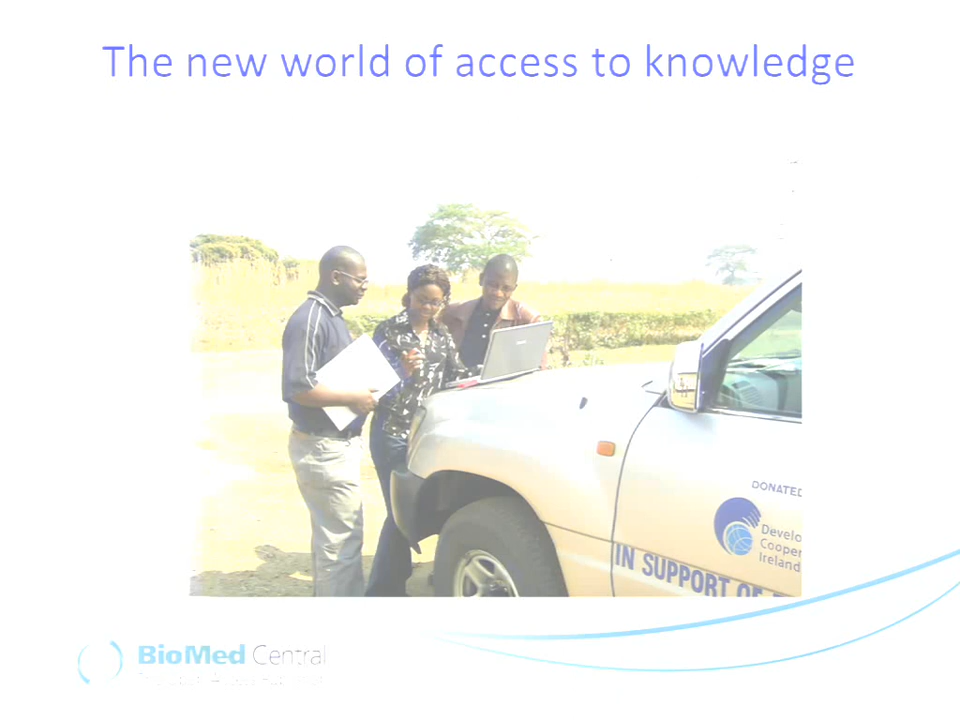 The new world of access to knowledge
DONATED
Develo
Cooper
Ireland
IN SUPPORT OF
BioMed Central